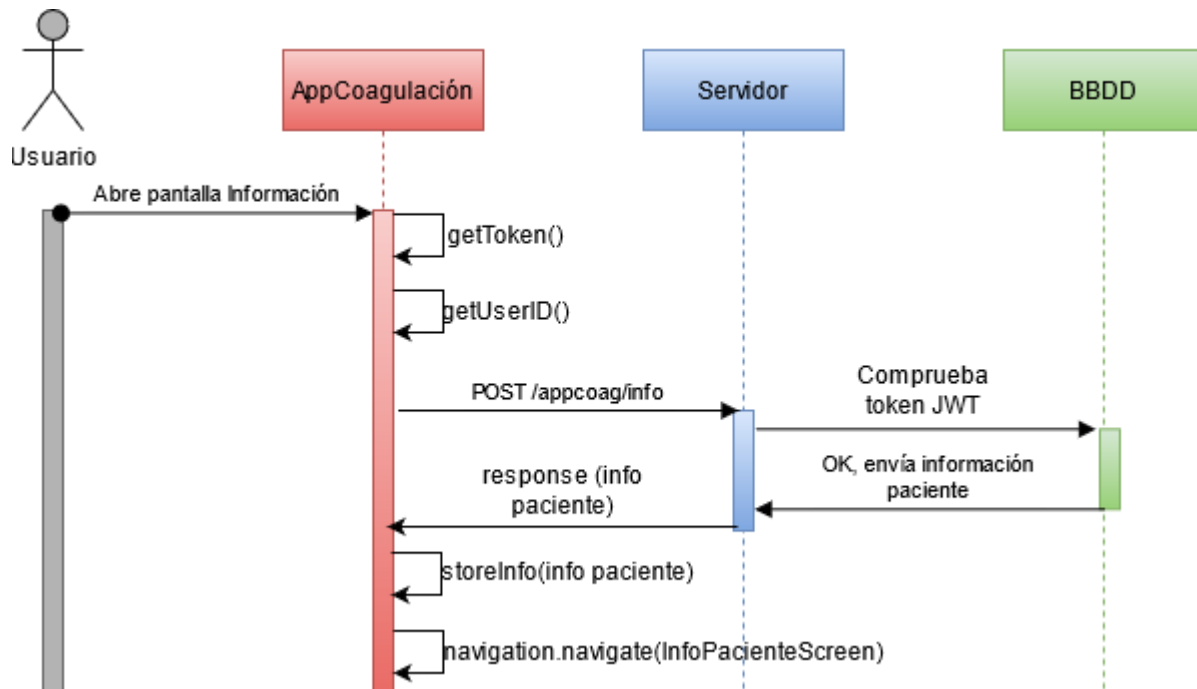 Usuario
AppCoagulación
Servidor
BBDD
Abre pantalla Información
getToken()
getUserID()
POST /appcoag/info
Comprueba
token JWT
OK, envía información
paciente
response (info
paciente)
storeInfo(info paciente)
navigation.navigate(InfoPacienteScreen)